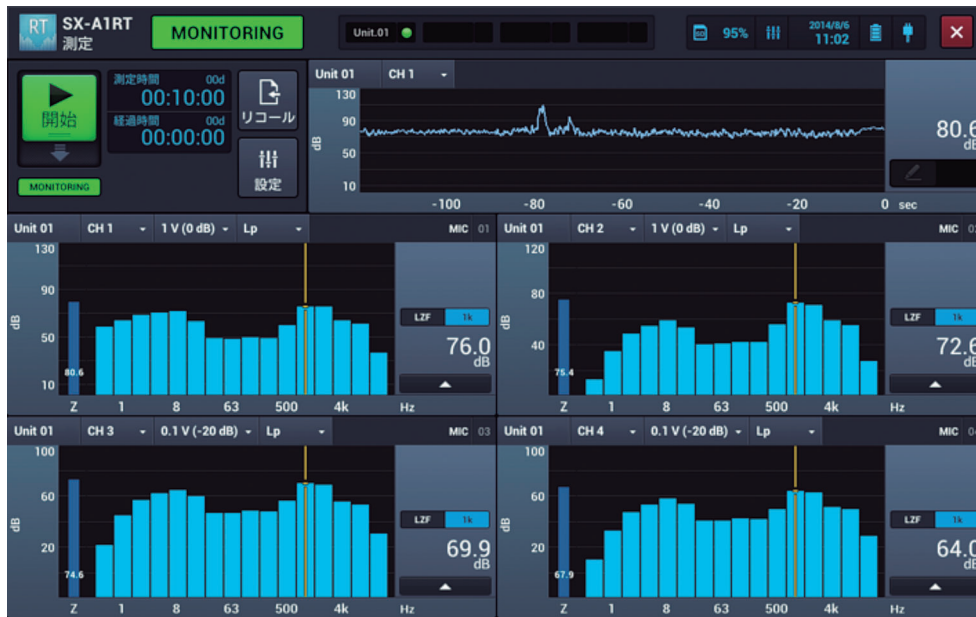 RT SX-A1RT
測定
MONITORING
Unit.01
95%
2014/8/6
11:02
開始
MONITORING
測定時間 00d
00:10:00
経過時間 00d
00:00:00
リコール
設定
Unit 01 CH 1
130
90
50
10
dB
-100 -80 -60 -40 -20 0 sec
80.6
dB
Unit 01 CH 1 1 V (0 dB) Lp MIC 01
130
90
50
10
dB
80.6
Z 1 8 63 500 4k Hz
LZF 1k
76.0
dB
Unit 01 CH 2 1 V (0 dB) Lp MIC
120
80
40
dB
75.4
Z 1 8 63 500 4k Hz
LZF 1k
72.6
dB
Unit 01 CH 3 0.1 V (-20 dB) Lp MIC 03
100
60
20
dB
74.6
Z 1 8 63 500 4k Hz
LZF 1k
69.9
dB
Unit 01 CH 4 0.1 V (-20 dB) Lp MIC
100
60
20
dB
67.9
Z 1 8 63 500 4k Hz
LZF 1k
64.0
dB